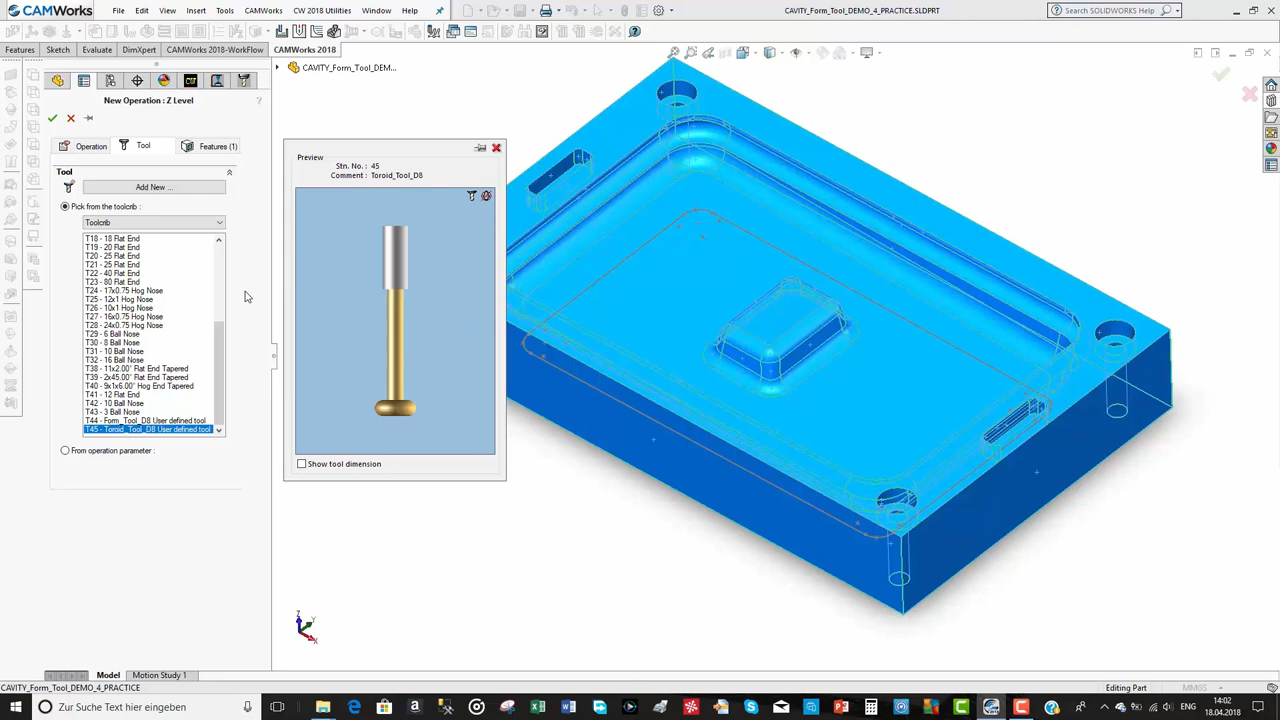 CAMWorks
File Edit View Insert Tools CAMWorks CW 2018 Utilities Window Help
CAVITY_Form_Tool_DEMO_4_PRACTICE.SLDPRT
Search SOLIDWORKS Help
Features Sketch Evaluate DimXpert CAMWorks 2018-WorkFlow CAMWorks 2018
CAVITY_Form_Tool_DEM...
New Operation : Z Level
Operation Tool Features (1)
Tool
Add New ...
Pick from the toolcrib :
Toolcrib
T18 - 18 Flat End
T19 - 20 Flat End
T20 - 25 Flat End
T21 - 25 Flat End
T22 - 40 Flat End
T23 - 80 Flat End
T24 - 17x0.75 Hog Nose
T25 - 12x1 Hog Nose
T26 - 10x1 Hog Nose
T27 - 16x0.75 Hog Nose
T28 - 24x0.75 Hog Nose
T29 - 6 Ball Nose
T30 - 8 Ball Nose
T31 - 10 Ball Nose
T32 - 16 Ball Nose
T38 - 11x2.00° Flat End Tapered
T39 - 2x45.00° Flat End Tapered
T40 - 9x1x6.00° Hog End Tapered
T41 - 12 Flat End
T42 - 10 Ball Nose
T43 - 3 Ball Nose
T44 - Form_Tool_D8 User defined tool
T45 - Toroid_Tool_D8 User defined tool
From operation parameter :
Preview
Stn. No. : 45
Comment : Toroid_Tool_D8
Show tool dimension
Z
Y
X
Model Motion Study 1
CAVITY_Form_Tool_DEMO_4_PRACTICE
Editing Part
MMGS
Zur Suche Text hier eingeben
ENG
14:02
18.04.2018